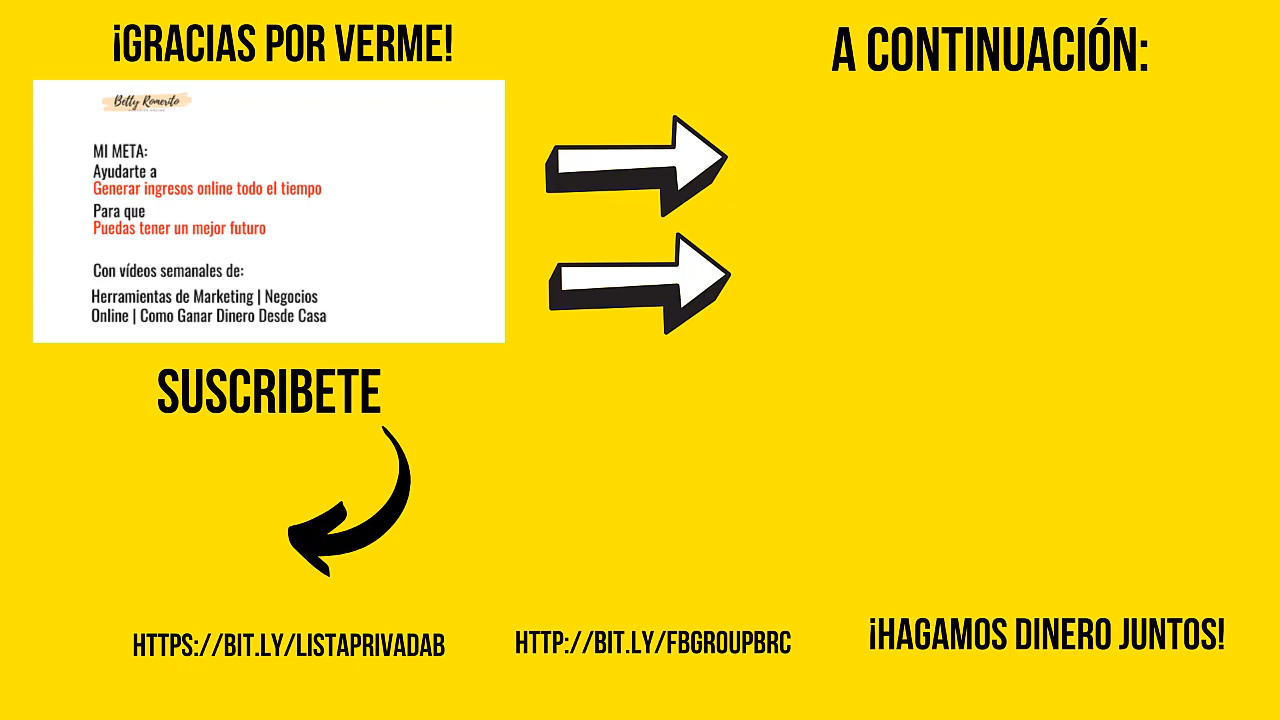 ¡GRACIAS POR VERME!
A CONTINUACIÓN:
Betty Romerito
MI META:
Ayudarte a
Generar ingresos online todo el tiempo
Para que
Puedas tener un mejor futuro
Con vídeos semanales de:
Herramientas de Marketing | Negocios
Online | Como Ganar Dinero Desde Casa
SUSCRIBETE
HTTPS://BIT.LY/LISTAPRIVADAB
HTTP://BIT.LY/FBGROUPBRC
¡HAGAMOS DINERO JUNTOS!